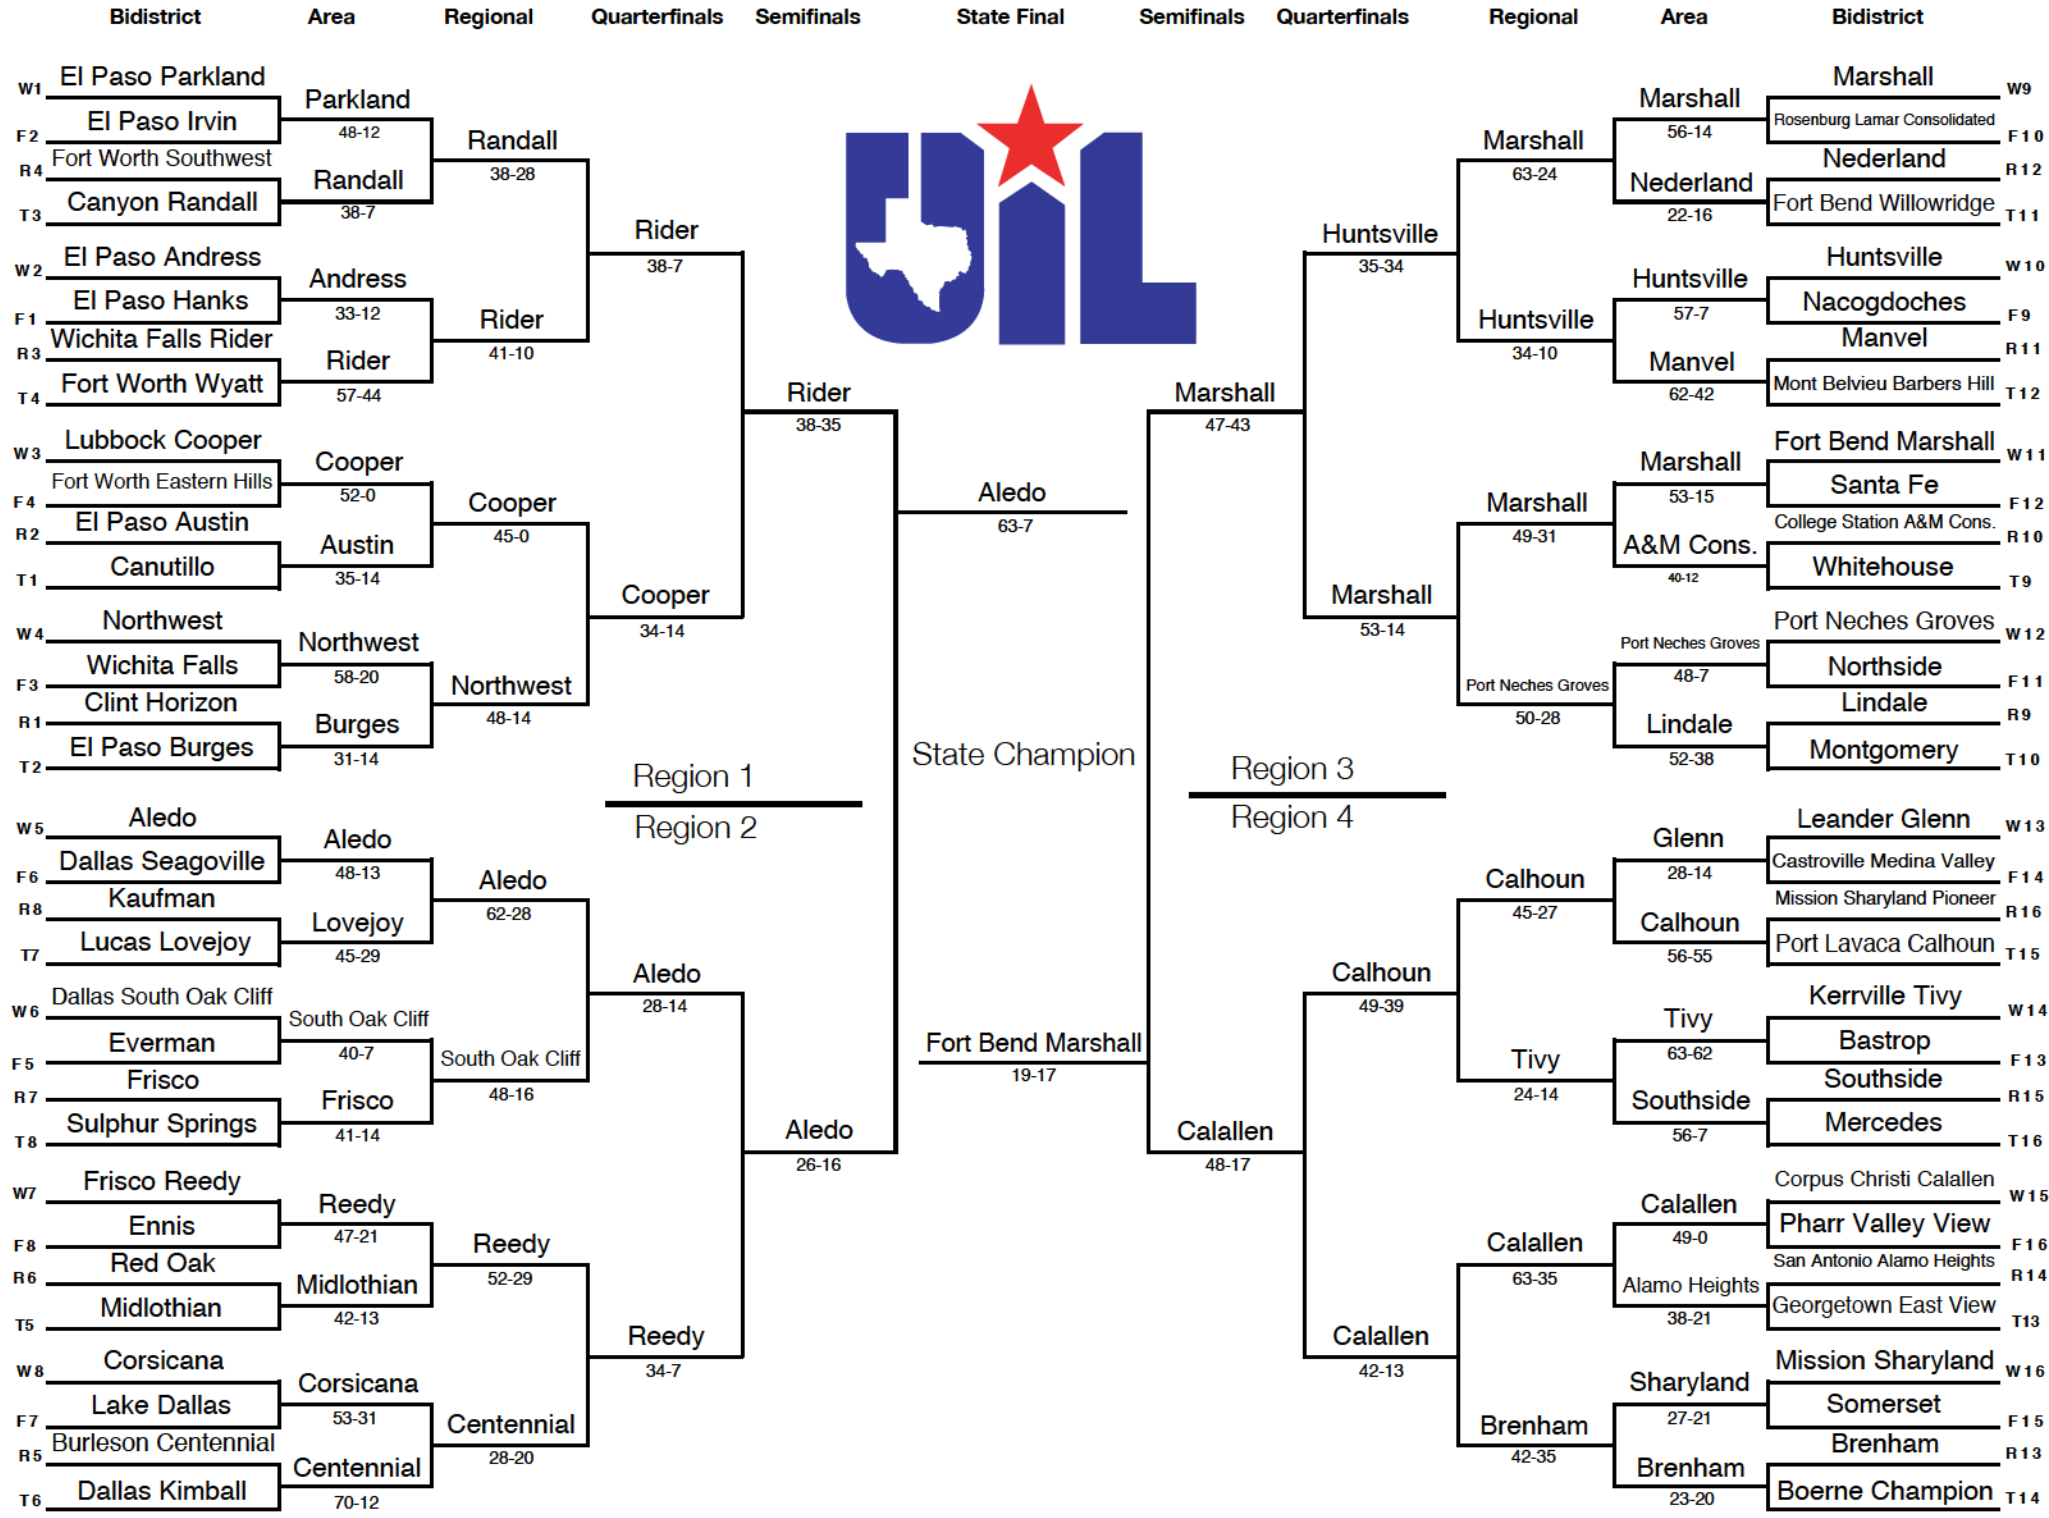 Bidistrict Area Regional Quarterfinals Semifinals State Final Semifinals Quarterfinals Regional Area Bidistrict
W1 El Paso Parkland
F2 El Paso Irvin
R4 Fort Worth Southwest
T3 Canyon Randall
W2 El Paso Andress
F1 El Paso Hanks
R3 Wichita Falls Rider
T4 Fort Worth Wyatt
W3 Lubbock Cooper
F4 Fort Worth Eastern Hills
R2 El Paso Austin
T1 Canutillo
W4 Northwest
F3 Wichita Falls
R1 Clint Horizon
T2 El Paso Burges
W5 Aledo
F6 Dallas Seagoville
R8 Kaufman
T7 Lucas Lovejoy
W6 Dallas South Oak Cliff
F5 Everman
R7 Frisco
T8 Sulphur Springs
W7 Frisco Reedy
F8 Ennis
R6 Red Oak
T5 Midlothian
W8 Corsicana
F7 Lake Dallas
R5 Burleson Centennial
T6 Dallas Kimball
Parkland
48-12
Randall
38-7
Andress
33-12
Rider
57-44
Cooper
52-0
Austin
35-14
Northwest
58-20
Burges
31-14
Aledo
48-13
Lovejoy
45-29
South Oak Cliff
40-7
Frisco
41-14
Reedy
47-21
Midlothian
42-13
Corsicana
53-31
Centennial
70-12
Randall
38-28
Rider
41-10
Cooper
45-0
Northwest
48-14
Aledo
62-28
South Oak Cliff
48-16
Reedy
52-29
Centennial
28-20
Rider
38-7
Cooper
34-14
Region 1
Region 2
Aledo
28-14
Reedy
34-7
Rider
38-35
Aledo
26-16
UIL
Aledo
63-7
State Champion
Fort Bend Marshall
19-17
Marshall
47-43
Calallen
48-17
Huntsville
35-34
Marshall
53-14
Region 3
Region 4
Calhoun
49-39
Calallen
42-13
Marshall
63-24
Huntsville
34-10
Marshall
49-31
Port Neches Groves
50-28
Calhoun
45-27
Tivy
24-14
Calallen
63-35
Brenham
42-35
Marshall
56-14
Nederland
22-16
Huntsville
57-7
Manvel
62-42
Marshall
53-15
A&M Cons.
40-12
Port Neches Groves
48-7
Lindale
52-38
Glenn
28-14
Calhoun
56-55
Tivy
63-62
Southside
56-7
Calallen
49-0
Alamo Heights
38-21
Sharyland
27-21
Brenham
23-20
Marshall W9
Rosenburg Lamar Consolidated F10
Nederland R12
Fort Bend Willowridge T11
Huntsville W10
Nacogdoches F9
Manvel R11
Mont Belvieu Barbers Hill T12
Fort Bend Marshall W11
Santa Fe F12
College Station A&M Cons. R10
Whitehouse T9
Port Neches Groves W12
Northside F11
Lindale R9
Montgomery T10
Leander Glenn W13
Castroville Medina Valley F14
Mission Sharyland Pioneer R16
Port Lavaca Calhoun T15
Kerrville Tivy W14
Bastrop F13
Southside R15
Mercedes T16
Corpus Christi Calallen W15
Pharr Valley View F16
San Antonio Alamo Heights R14
Georgetown East View T13
Mission Sharyland W16
Somerset F15
Brenham R13
Boerne Champion T14